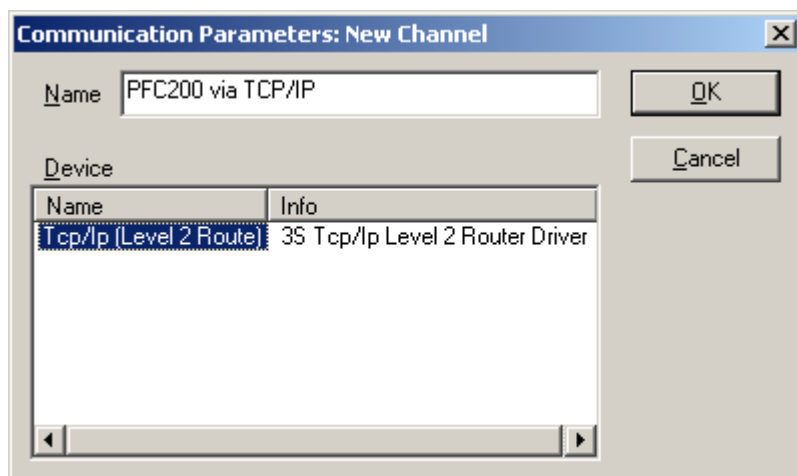 Communication Parameters: New Channel
Name PFC200 via TCP/IP OK
Cancel
Device
Name Info
Tcp/Ip (Level 2 Route) 3S Tcp/Ip Level 2 Router Driver